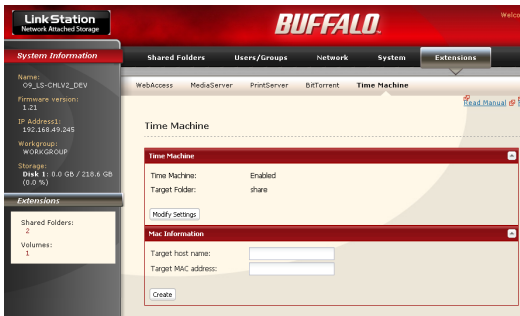 LinkStation
Network Attached Storage
BUFFALO
Welco
System Information
Shared Folders Users/Groups Network System Extensions
Name:
O9_LS-CHLV2_DEV
Firmware version:
1.21
IP Address1:
192.168.49.245
Workgroup:
WORKGROUP
Storage:
Disk 1: 0.0 GB / 218.6 GB
(0.0 %)
Extensions
Shared Folders:
2
Volumes:
1
WebAccess MediaServer PrintServer BitTorrent Time Machine
Read Manual
Time Machine
Time Machine
Time Machine: Enabled
Target Folder: share
Modify Settings
Mac Information
Target host name:
Target MAC address:
Create